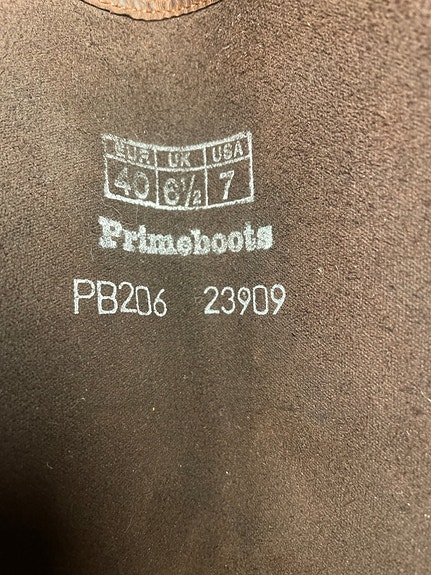 EUR UK USA
40 6½ 7
Primeboots
PB206 23909